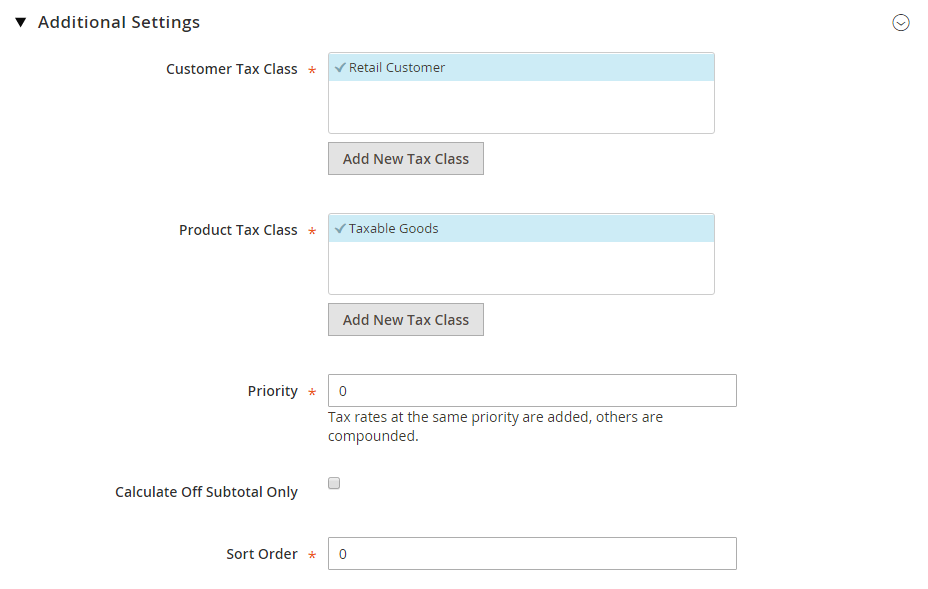 Additional Settings
Customer Tax Class *
Retail Customer
Add New Tax Class
Product Tax Class *
Taxable Goods
Add New Tax Class
Priority * 0
Tax rates at the same priority are added, others are
compounded.
Calculate Off Subtotal Only
Sort Order * 0